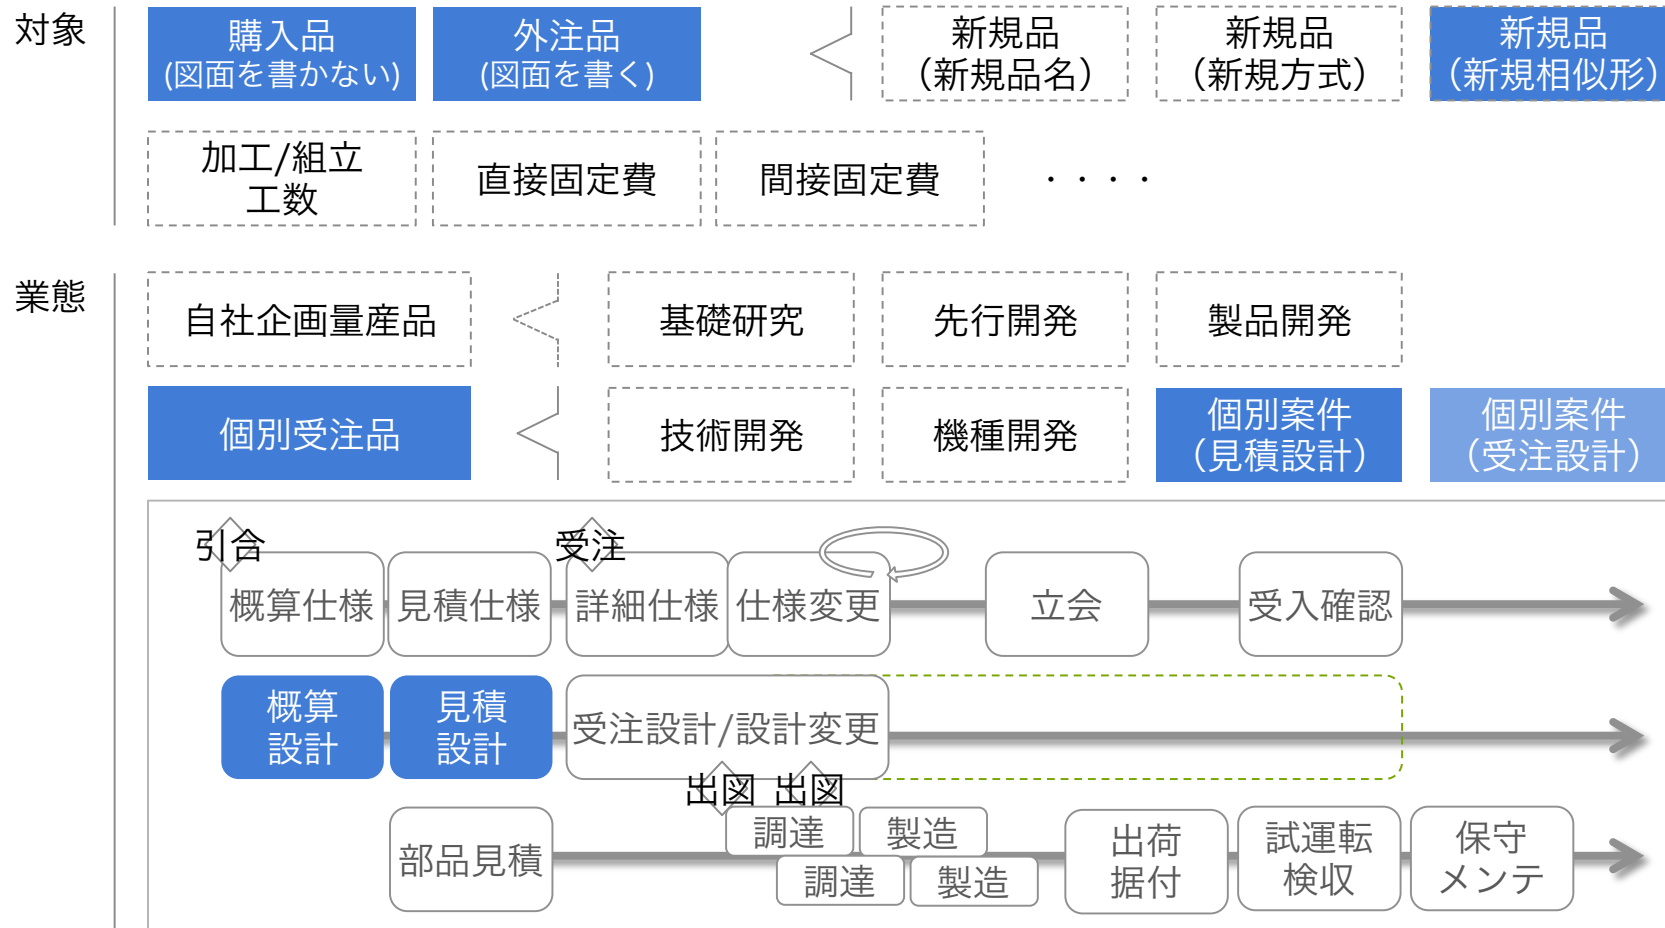 対象
購入品
(図面を書かない)
外注品
(図面を書く)
新規品
（新規品名）
新規品
（新規方式）
新規品
（新規相似形）
加工/組立
工数
直接固定費
間接固定費
・・・・
業態
自社企画量産品
基礎研究
先行開発
製品開発
個別受注品
技術開発
機種開発
個別案件
（見積設計）
個別案件
（受注設計）
引合
受注
概算仕様
見積仕様
詳細仕様
仕様変更
立会
受入確認
概算
設計
見積
設計
受注設計/設計変更
出図
出図
部品見積
調達
製造
調達
製造
出荷
据付
試運転
検収
保守
メンテ